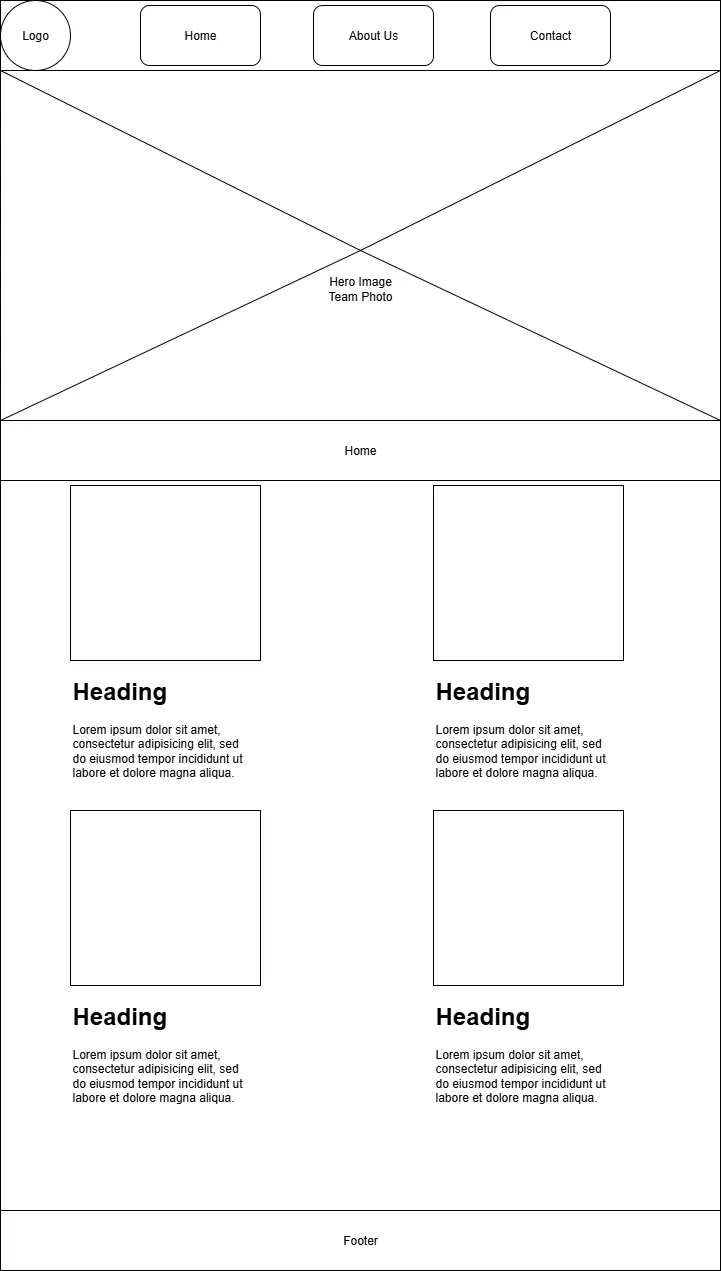 Logo
Home
About Us
Contact
Hero Image
Team Photo
Home
Heading
Lorem ipsum dolor sit amet,
consectetur adipisicing elit, sed
do eiusmod tempor incididunt ut
labore et dolore magna aliqua.
Heading
Lorem ipsum dolor sit amet,
consectetur adipisicing elit, sed
do eiusmod tempor incididunt ut
labore et dolore magna aliqua.
Heading
Lorem ipsum dolor sit amet,
consectetur adipisicing elit, sed
do eiusmod tempor incididunt ut
labore et dolore magna aliqua.
Heading
Lorem ipsum dolor sit amet,
consectetur adipisicing elit, sed
do eiusmod tempor incididunt ut
labore et dolore magna aliqua.
Footer